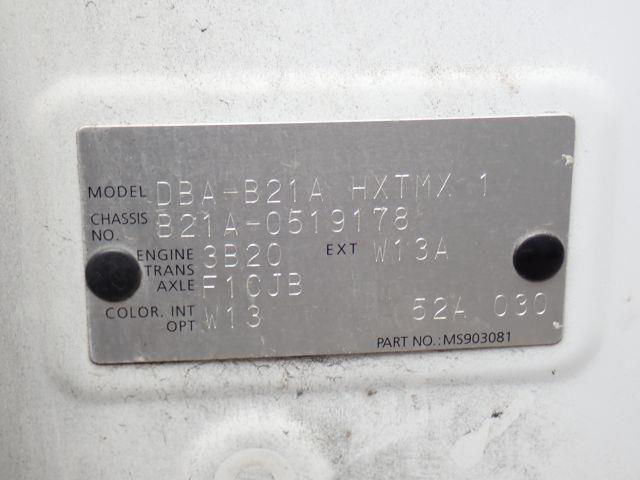 MODEL DBA-B21A HXTMX 1
CHASSIS NO. B21A-0519178
ENGINE 3B20 EXT W13A
TRANS AXLE F1CJB
COLOR. INT OPT W13 52A 030
PART NO.:MS903081